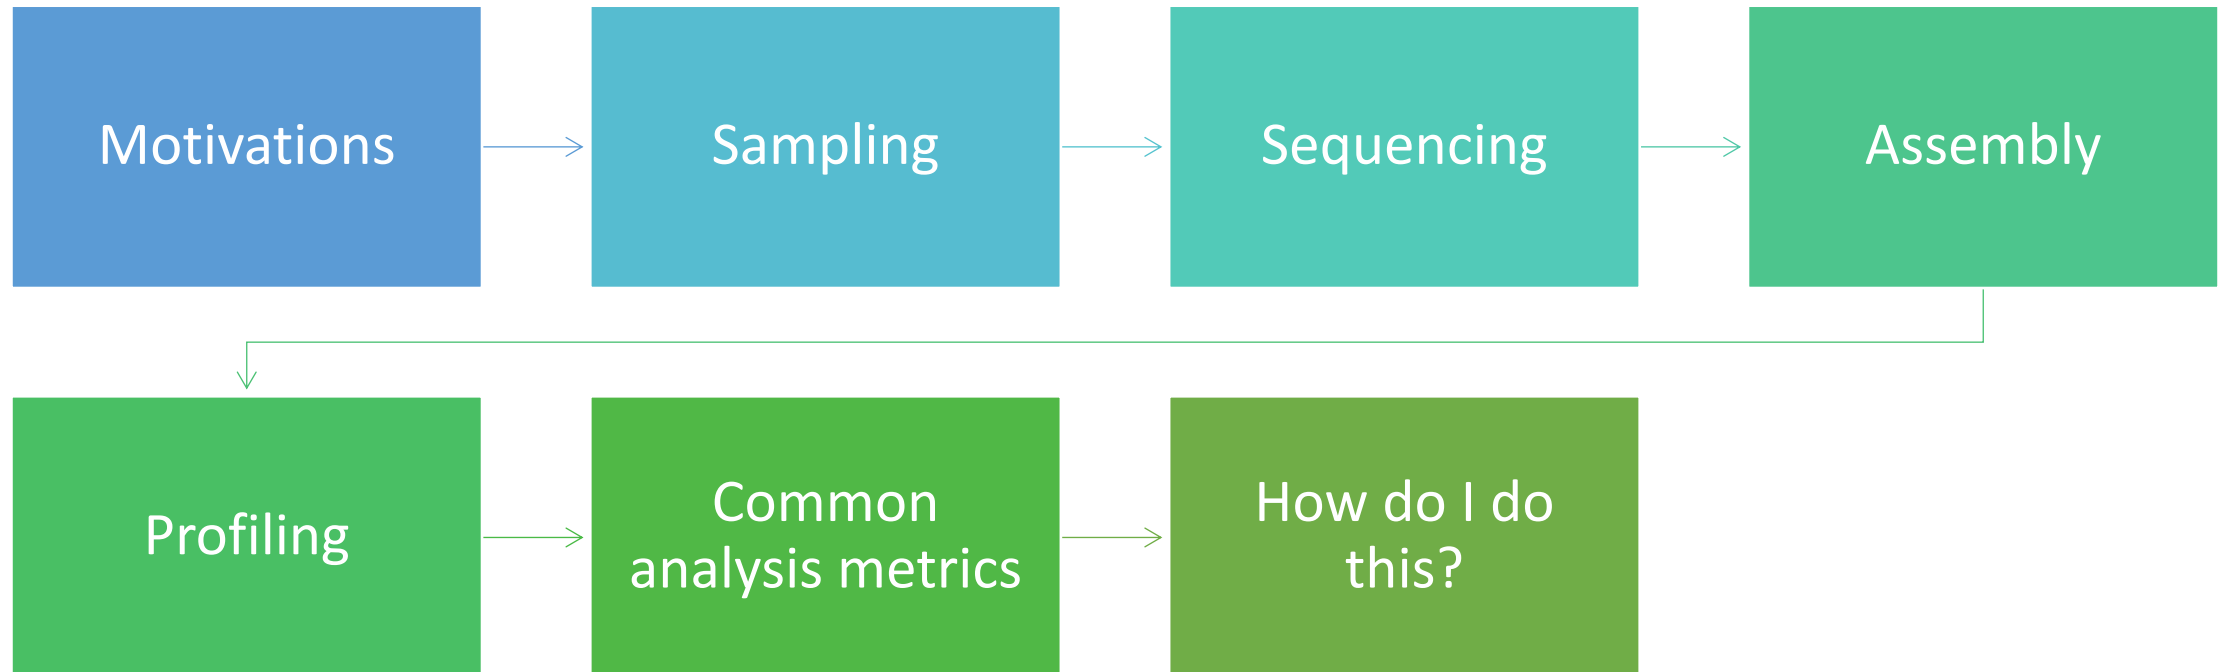 Motivations
Sampling
Sequencing
Assembly
Profiling
Common
analysis metrics
How do I do
this?